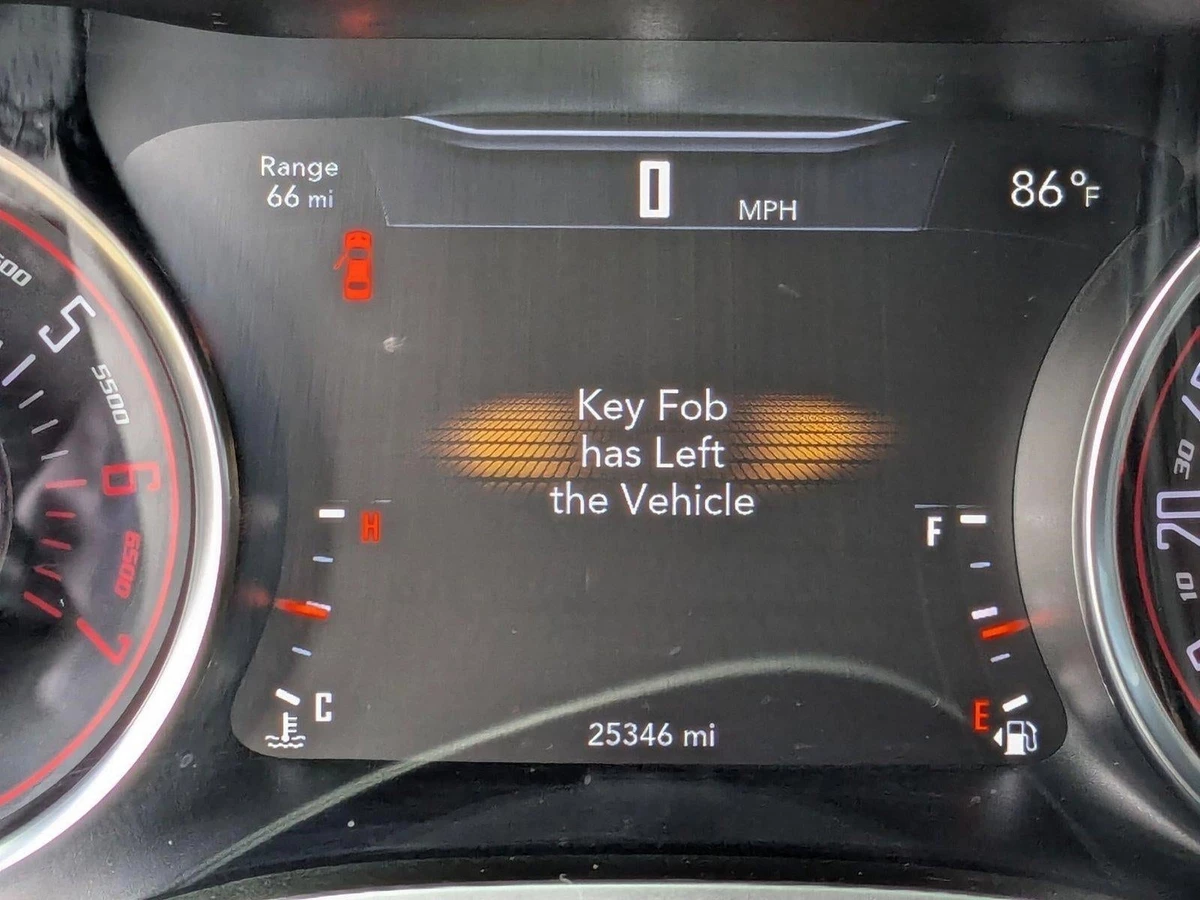 Range
66 mi
0
MPH
86°F
5
5500
6
6500
7
Key Fob
has Left
the Vehicle
H
C
F
E
25346 mi
30
20
10